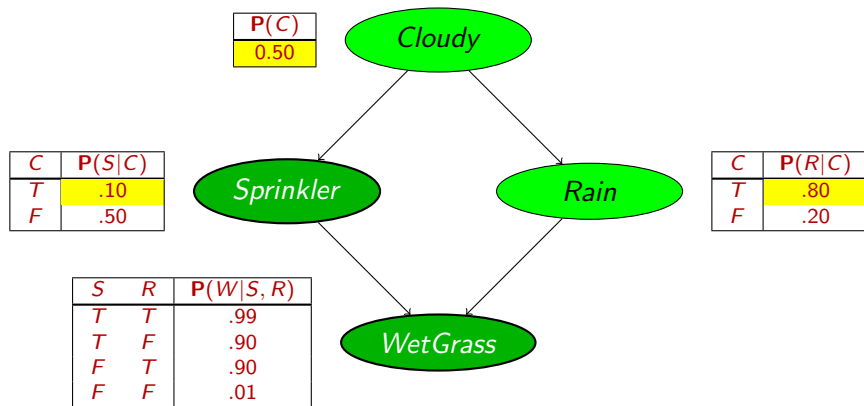 P(C)
0.50
Cloudy
C P(S|C)
T .10
F .50
Sprinkler
Rain
C P(R|C)
T .80
F .20
S R P(W|S, R)
T T .99
T F .90
F T .90
F F .01
WetGrass